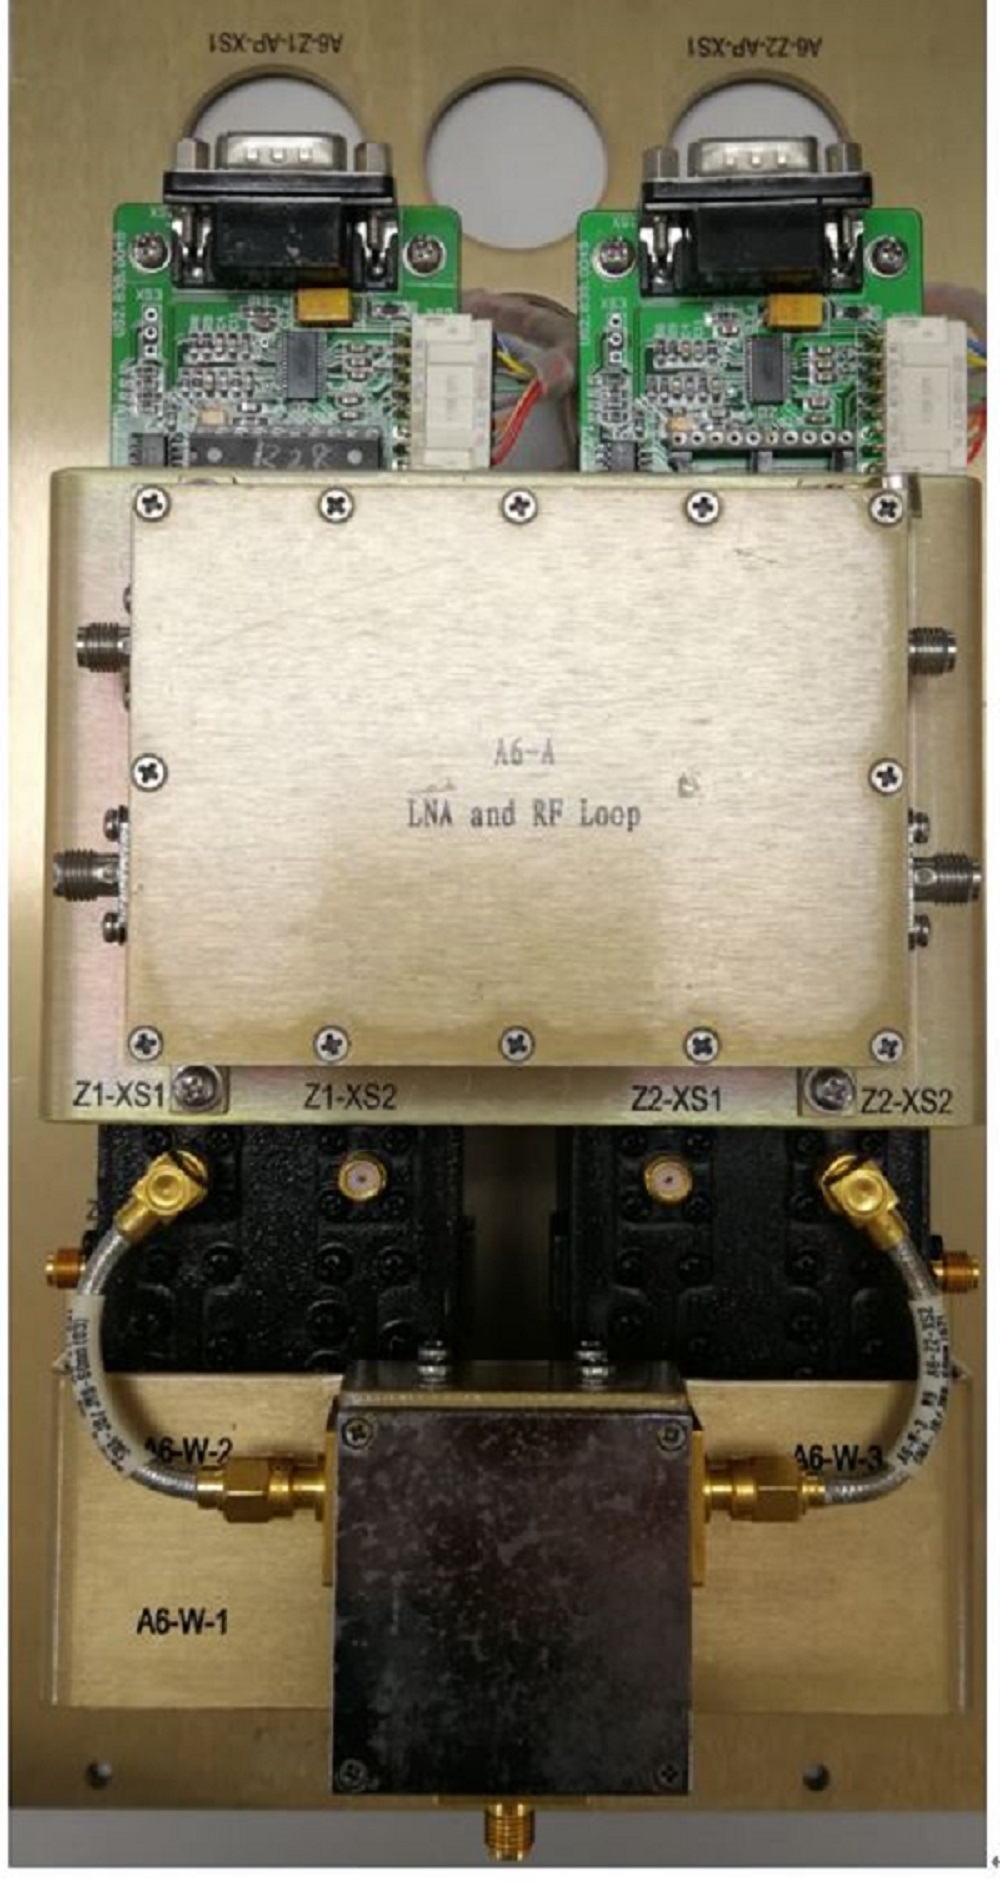 A6-Z1-AP-XS1
A6-Z2-AP-XS1
R28
A6-A
LNA and RF Loop
Z1-XS1
Z1-XS2
Z2-XS1
Z2-XS2
A6-W-2
A6-W-3
A6-W-1